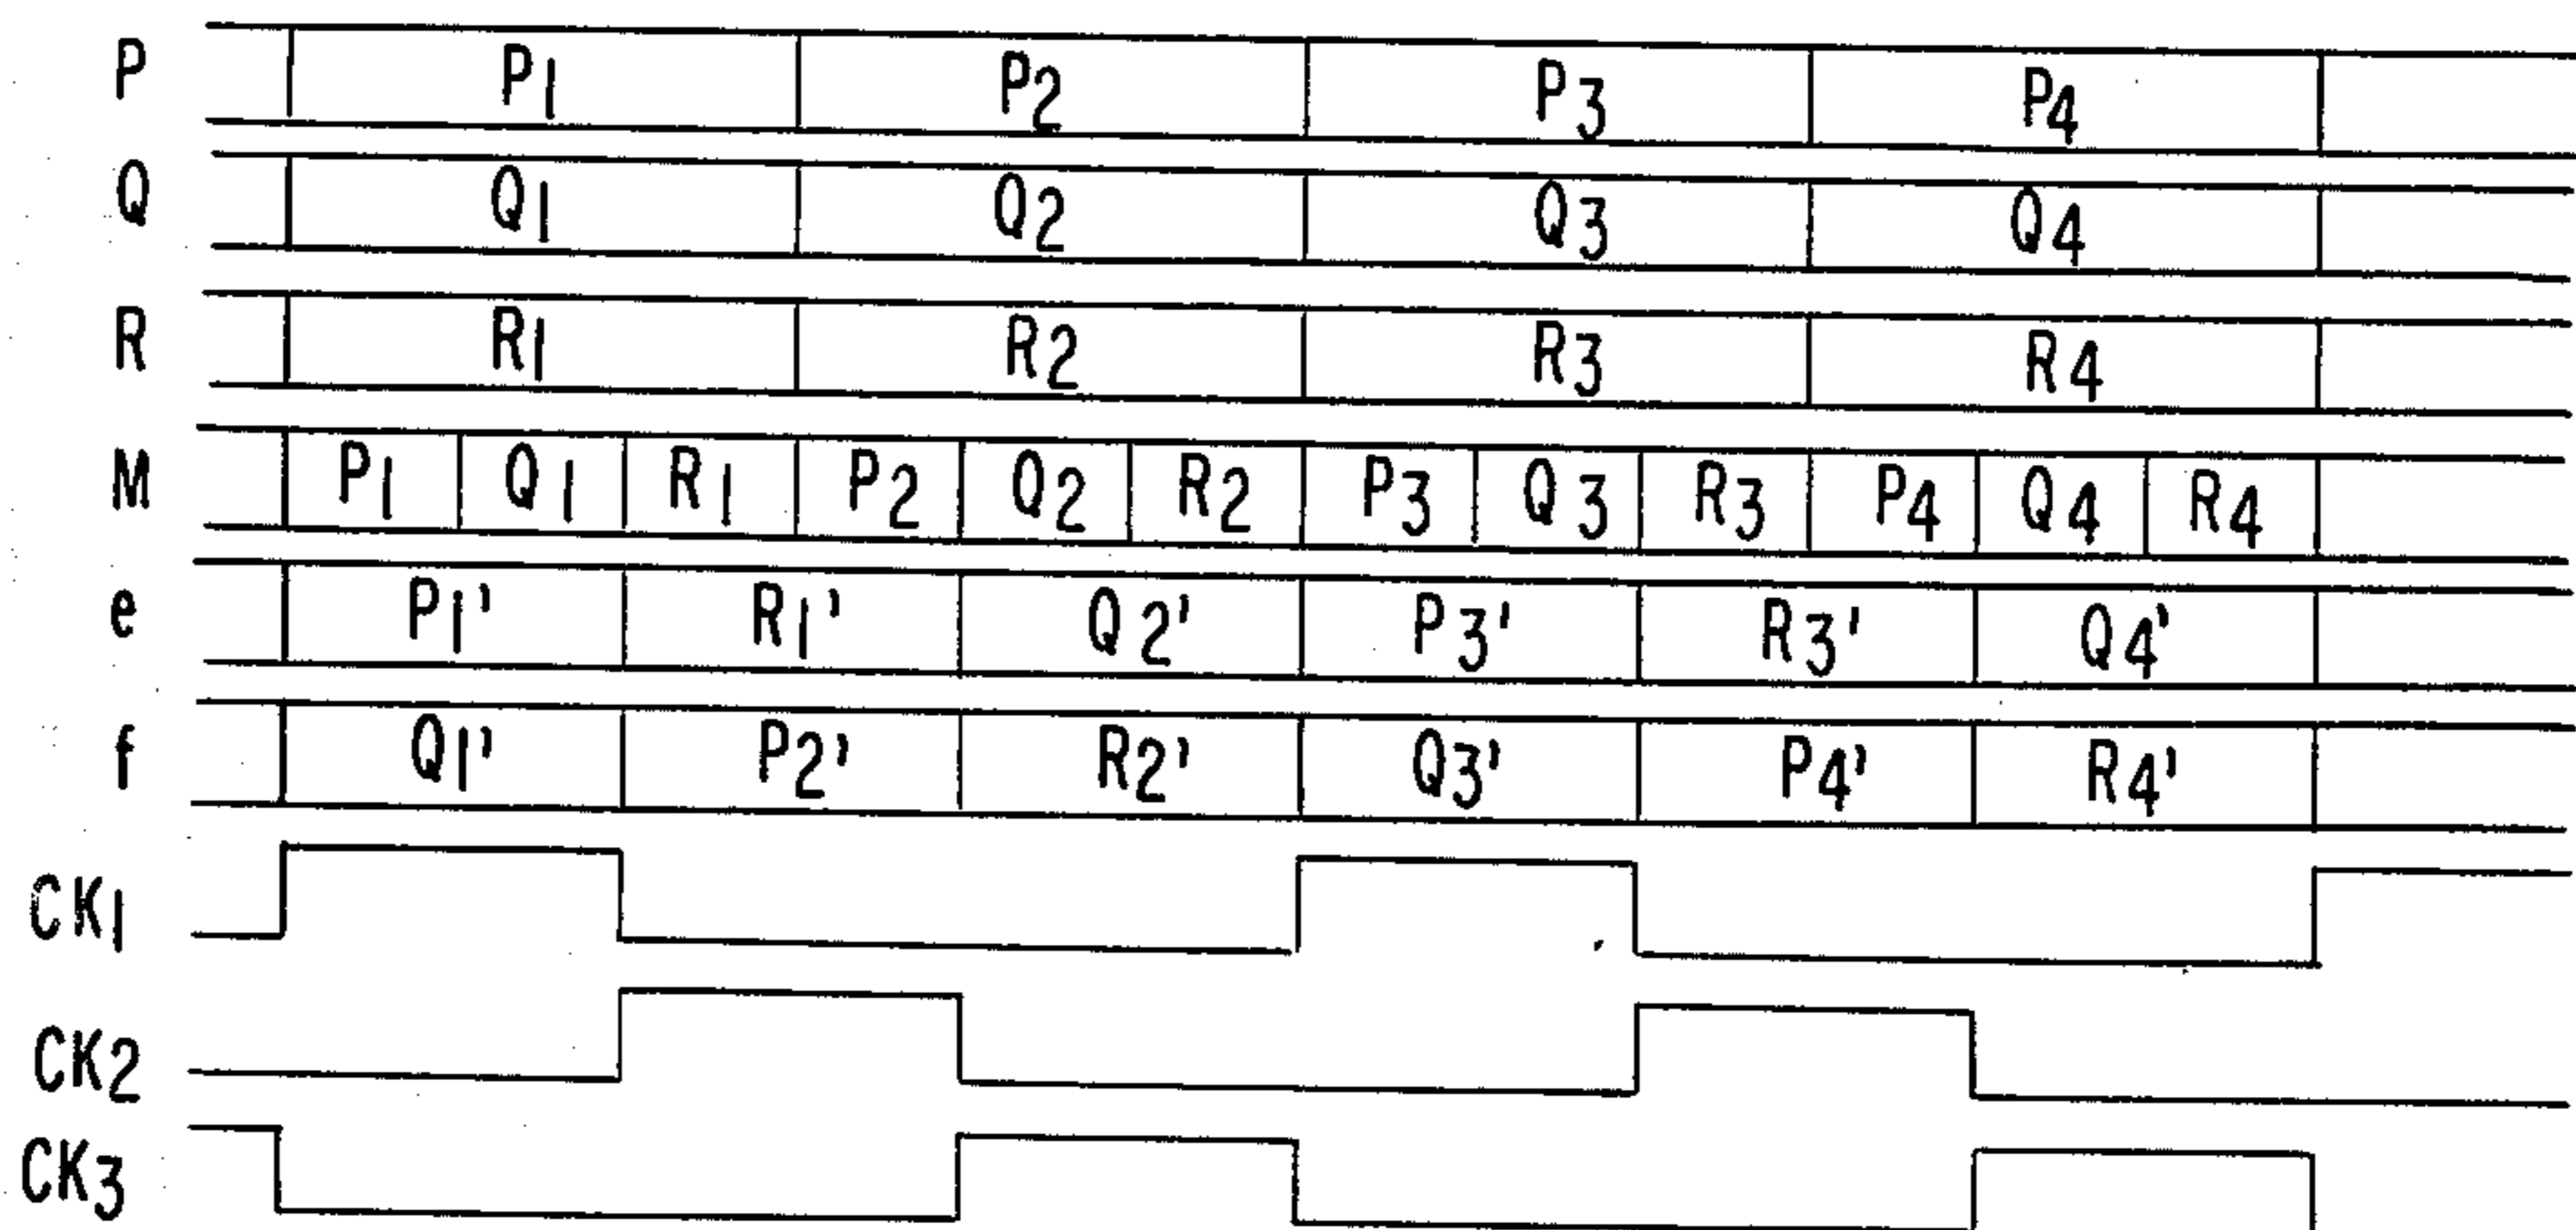 P P1 P2 P3 P4
Q Q1 Q2 Q3 Q4
R R1 R2 R3 R4
M P1 Q1 R1 P2 Q2 R2 P3 Q3 R3 P4 Q4 R4
e P1' R1' Q2' P3' R3' Q4'
f Q1' P2' R2' Q3' P4' R4'
CK1
CK2
CK3